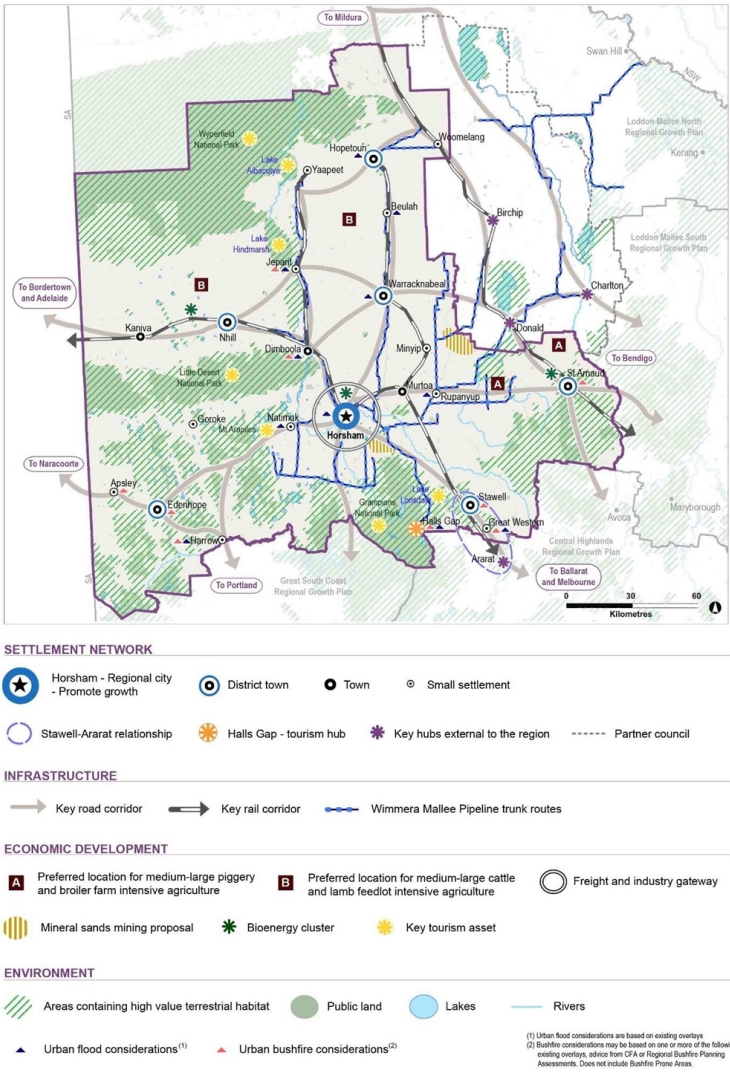 To Mildura
Swan Hill
NSW
SA
Loddon Mallee North
Regional Growth Plan
Kerang
Woomelang
Wyperfield
National Park
Hopetoun
Lake
Albacutya
Yaapeet
Beulah
Birchip
B
Lake
Hindmarsh
Loddon Mallee South
Regional Growth Plan
Jeparit
To Bordertown
and Adelaide
B
Warracknabeal
Charlton
Kaniva
Nhill
Donald
Dimboola
Minyip
A
To Bendigo
Little Desert
National Park
St Arnaud
Murtoa
A
Rupanyup
Goroke
Natimuk
Mt Arapiles
Horsham
To Naracoorte
Apsley
Edenhope
Lake
Lonsdale
Stawell
Grampians
National Park
Halls Gap
Great Western
Avoca
Maryborough
Harrow
Central Highlands
Regional Growth Plan
Ararat
SA
To Portland
Great South Coast
Regional Growth Plan
To Ballarat
and Melbourne
0 30 60
Kilometres
SETTLEMENT NETWORK
Horsham - Regional city
- Promote growth
District town
Town
Small settlement
Stawell-Ararat relationship
Halls Gap - tourism hub
Key hubs external to the region
Partner council
INFRASTRUCTURE
Key road corridor
Key rail corridor
Wimmera Mallee Pipeline trunk routes
ECONOMIC DEVELOPMENT
A
Preferred location for medium-large piggery
and broiler farm intensive agriculture
B
Preferred location for medium-large cattle
and lamb feedlot intensive agriculture
Freight and industry gateway
Mineral sands mining proposal
Bioenergy cluster
Key tourism asset
ENVIRONMENT
Areas containing high value terrestrial habitat
Public land
Lakes
Rivers
Urban flood considerations(1)
Urban bushfire considerations(2)
(1) Urban flood considerations are based on existing overlays
(2) Bushfire considerations may be based on one or more of the followi
existing overlays, advice from CFA or Regional Bushfire Planning
Assessments. Does not include Bushfire Prone Areas.